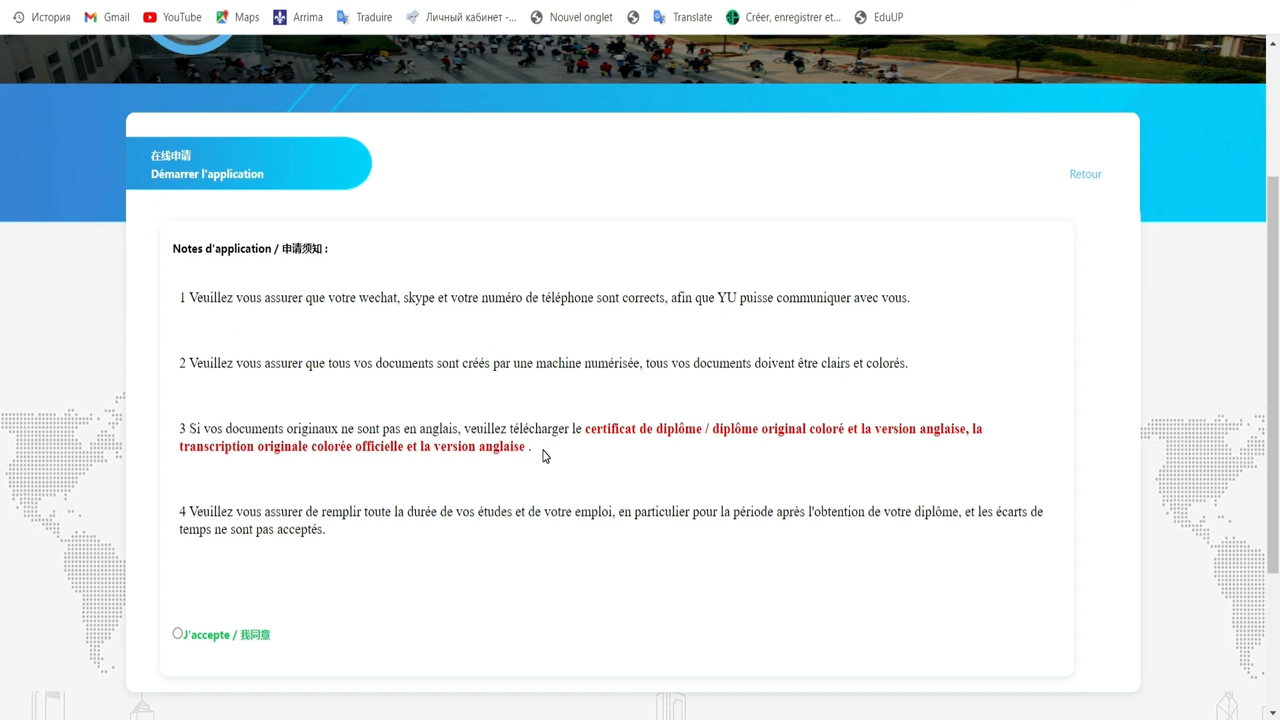 История Gmail YouTube Maps Arrima Traduire Личный кабинет -... Nouvel onglet Translate Créer, enregistrer et... EduUP
在线申请
Démarrer l'application
Retour
Notes d'application / 申请须知 :
1 Veuillez vous assurer que votre wechat, skype et votre numéro de téléphone sont corrects, afin que YU puisse communiquer avec vous.
2 Veuillez vous assurer que tous vos documents sont créés par une machine numérisée, tous vos documents doivent être clairs et colorés.
3 Si vos documents originaux ne sont pas en anglais, veuillez télécharger le certificat de diplôme / diplôme original coloré et la version anglaise, la
transcription originale colorée officielle et la version anglaise .
4 Veuillez vous assurer de remplir toute la durée de vos études et de votre emploi, en particulier pour la période après l'obtention de votre diplôme, et les écarts de
temps ne sont pas acceptés.
J'accepte / 我同意